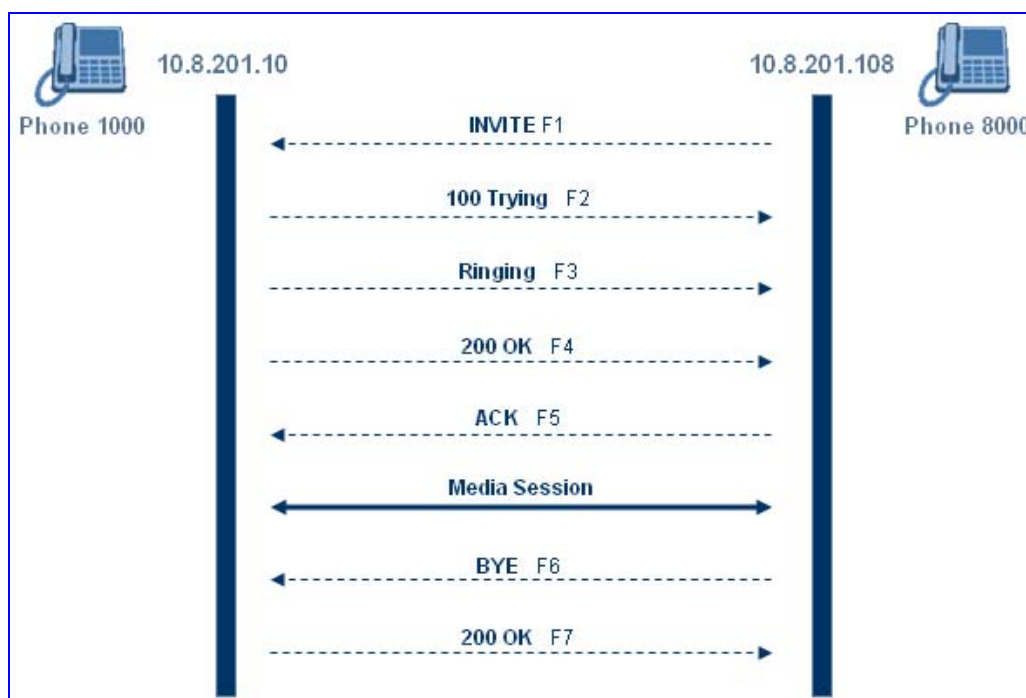 10.8.201.10
10.8.201.108
Phone 1000
Phone 8000
INVITE F1
100 Trying F2
Ringing F3
200 OK F4
ACK F5
Media Session
BYE F6
200 OK F7